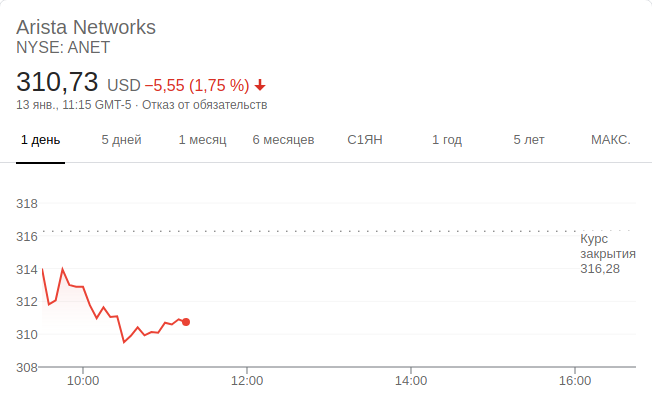 Arista Networks
NYSE: ANET
310,73 USD −5,55 (1,75 %)
13 янв., 11:15 GMT-5 · Отказ от обязательств
1 день 5 дней 1 месяц 6 месяцев С1ЯН 1 год 5 лет МАКС.
318
316
Курс
закрытия
316,28
314
312
310
308
10:00 12:00 14:00 16:00